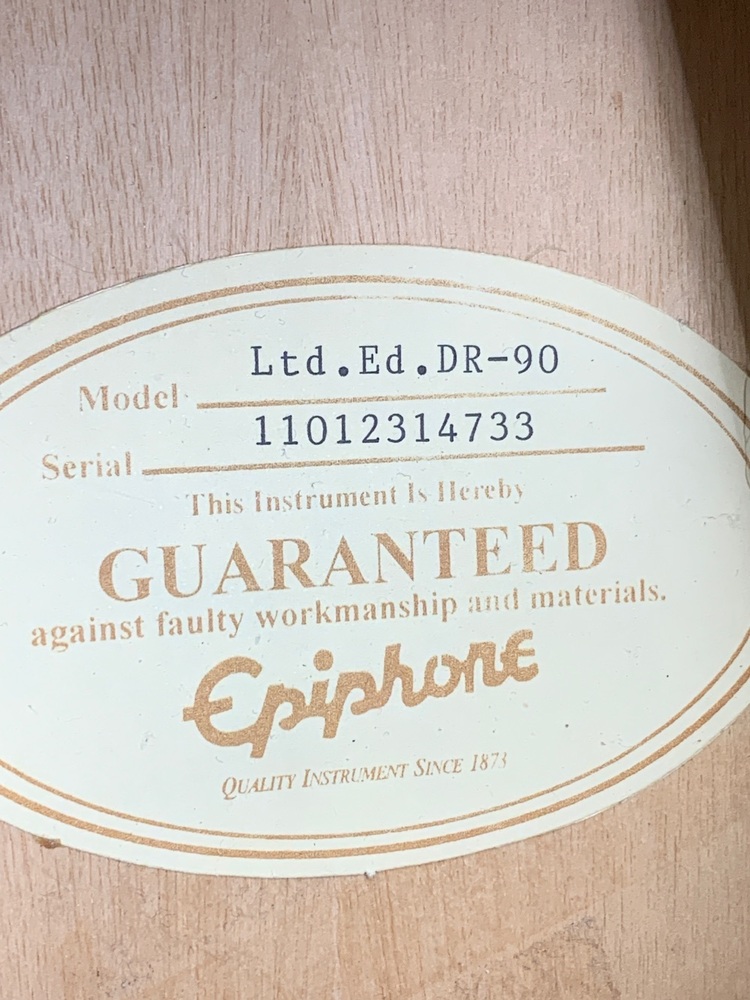 Model Ltd.Ed.DR-90
Serial 11012314733
This Instrument Is Hereby
GUARANTEED
against faulty workmanship and materials.
Epiphone
QUALITY INSTRUMENT SINCE 1873